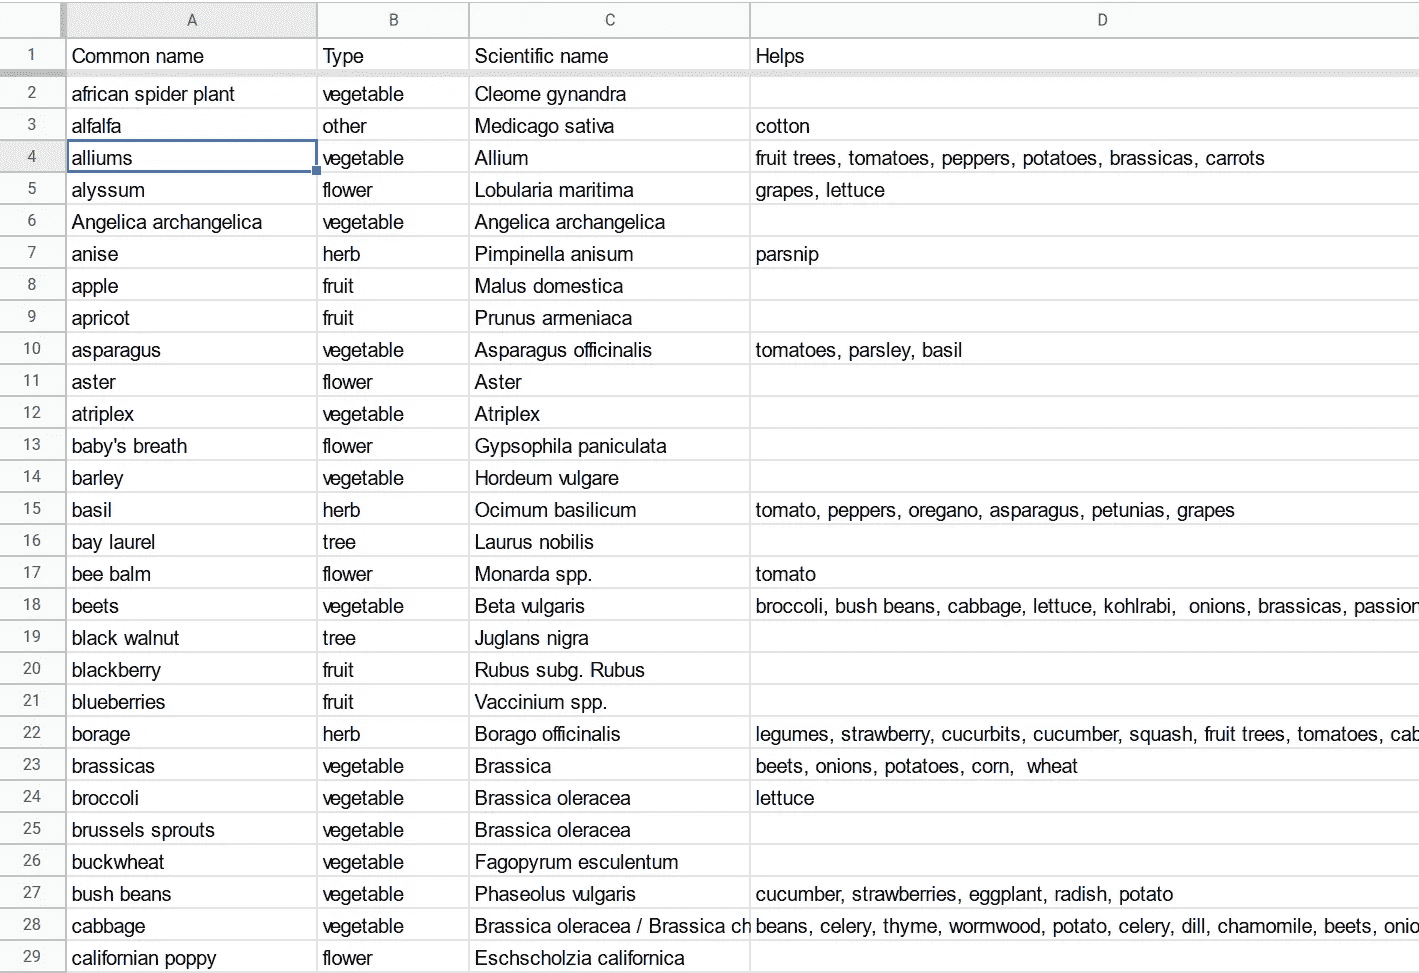 A B C D
1 Common name Type Scientific name Helps
2 african spider plant vegetable Cleome gynandra
3 alfalfa other Medicago sativa cotton
4 alliums vegetable Allium fruit trees, tomatoes, peppers, potatoes, brassicas, carrots
5 alyssum flower Lobularia maritima grapes, lettuce
6 Angelica archangelica vegetable Angelica archangelica
7 anise herb Pimpinella anisum parsnip
8 apple fruit Malus domestica
9 apricot fruit Prunus armeniaca
10 asparagus vegetable Asparagus officinalis tomatoes, parsley, basil
11 aster flower Aster
12 atriplex vegetable Atriplex
13 baby's breath flower Gypsophila paniculata
14 barley vegetable Hordeum vulgare
15 basil herb Ocimum basilicum tomato, peppers, oregano, asparagus, petunias, grapes
16 bay laurel tree Laurus nobilis
17 bee balm flower Monarda spp. tomato
18 beets vegetable Beta vulgaris broccoli, bush beans, cabbage, lettuce, kohlrabi,  onions, brassicas, passion
19 black walnut tree Juglans nigra
20 blackberry fruit Rubus subg. Rubus
21 blueberries fruit Vaccinium spp.
22 borage herb Borago officinalis legumes, strawberry, cucurbits, cucumber, squash, fruit trees, tomatoes, cab
23 brassicas vegetable Brassica beets, onions, potatoes, corn,  wheat
24 broccoli vegetable Brassica oleracea lettuce
25 brussels sprouts vegetable Brassica oleracea
26 buckwheat vegetable Fagopyrum esculentum
27 bush beans vegetable Phaseolus vulgaris cucumber, strawberries, eggplant, radish, potato
28 cabbage vegetable Brassica oleracea / Brassica ch beans, celery, thyme, wormwood, potato, celery, dill, chamomile, beets, onio
29 californian poppy flower Eschscholzia californica